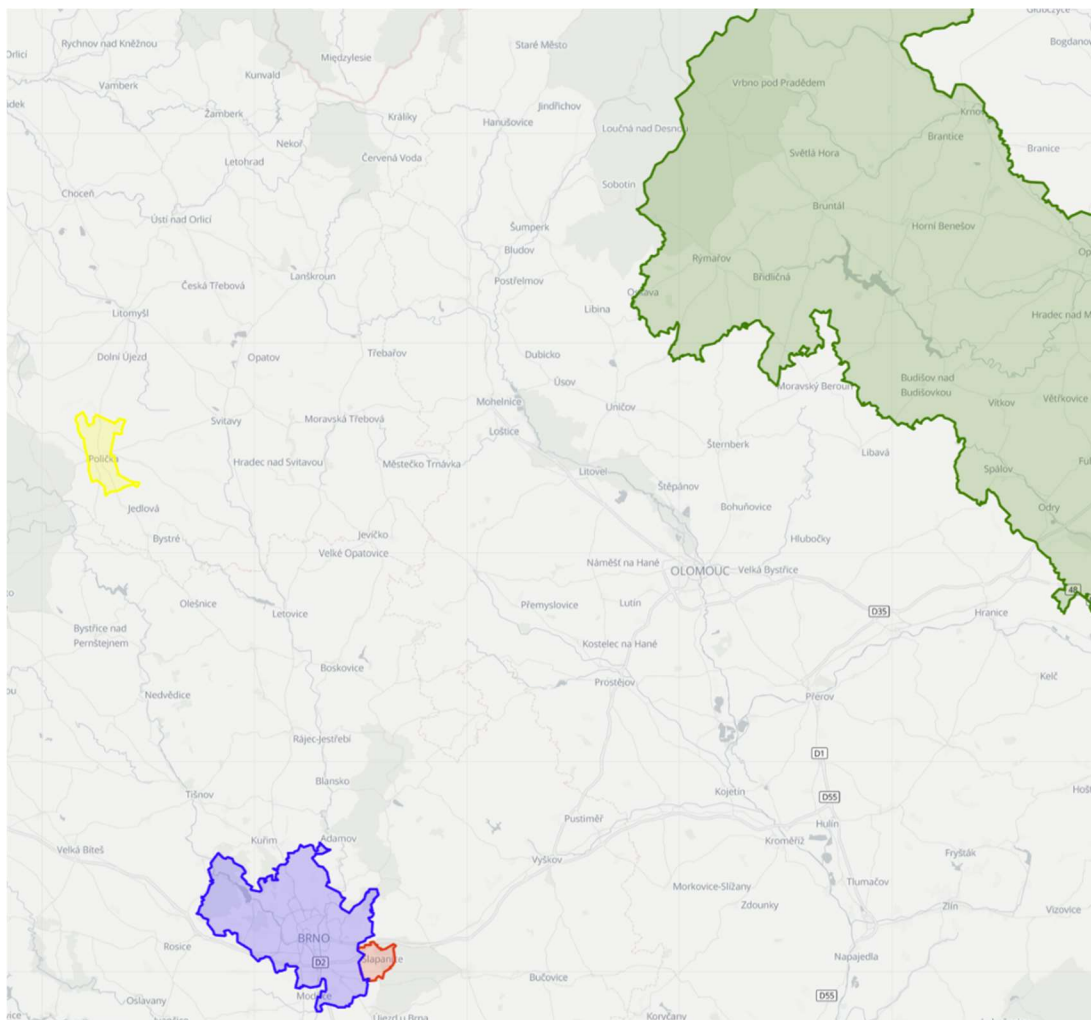 Rychnov nad Kněžnou
Orlicí
Vamberk
Kunvald
Międzylesie
Staré Město
Jindřichov
Králíky
Hanušovice
Žamberk
Nekoř
Letohrad
Červená Voda
Loučná nad Desnou
Sobotín
Vrbno pod Pradědem
Světlá Hora
Brantice
Branice
Choceň
Ústí nad Orlicí
Šumperk
Bludov
Postřelmov
Bruntál
Horní Benešov
Rýmařov
Břidličná
Lanškroun
Česká Třebová
Libina
Litomyšl
Dolní Újezd
Opatov
Třebařov
Dubicko
Úsov
Mohelnice
Uničov
Moravský Beroun
Budišov nad
Budišovkou
Vítkov
Větřkovice
Svitavy
Moravská Třebová
Loštice
Šternberk
Libavá
Polička
Hradec nad Svitavou
Městečko Trnávka
Litovel
Štěpánov
Spálov
Odry
Jedlová
Bohuňovice
Bystré
Jevíčko
Velké Opatovice
Hlubočky
Náměšť na Hané
OLOMOUC
Velká Bystřice
Olešnice
Letovice
Přemyslovice
Lutín
D35
Hranice
48
Bystřice nad
Pernštejnem
Kostelec na Hané
Boskovice
Prostějov
Kelč
Nedvědice
Přerov
Rájec-Jestřebí
D1
Blansko
Tišnov
Kojetín
D55
Pustiměř
Hulín
Kuřim
Adamov
Kroměříž
Velká Bíteš
Vyškov
Fryšták
Morkovice-Slížany
Tlumačov
Zdounky
Zlín
Vizovice
BRNO
Rosice
D2
Šlapanice
Napajedla
Bučovice
Oslavany
D55